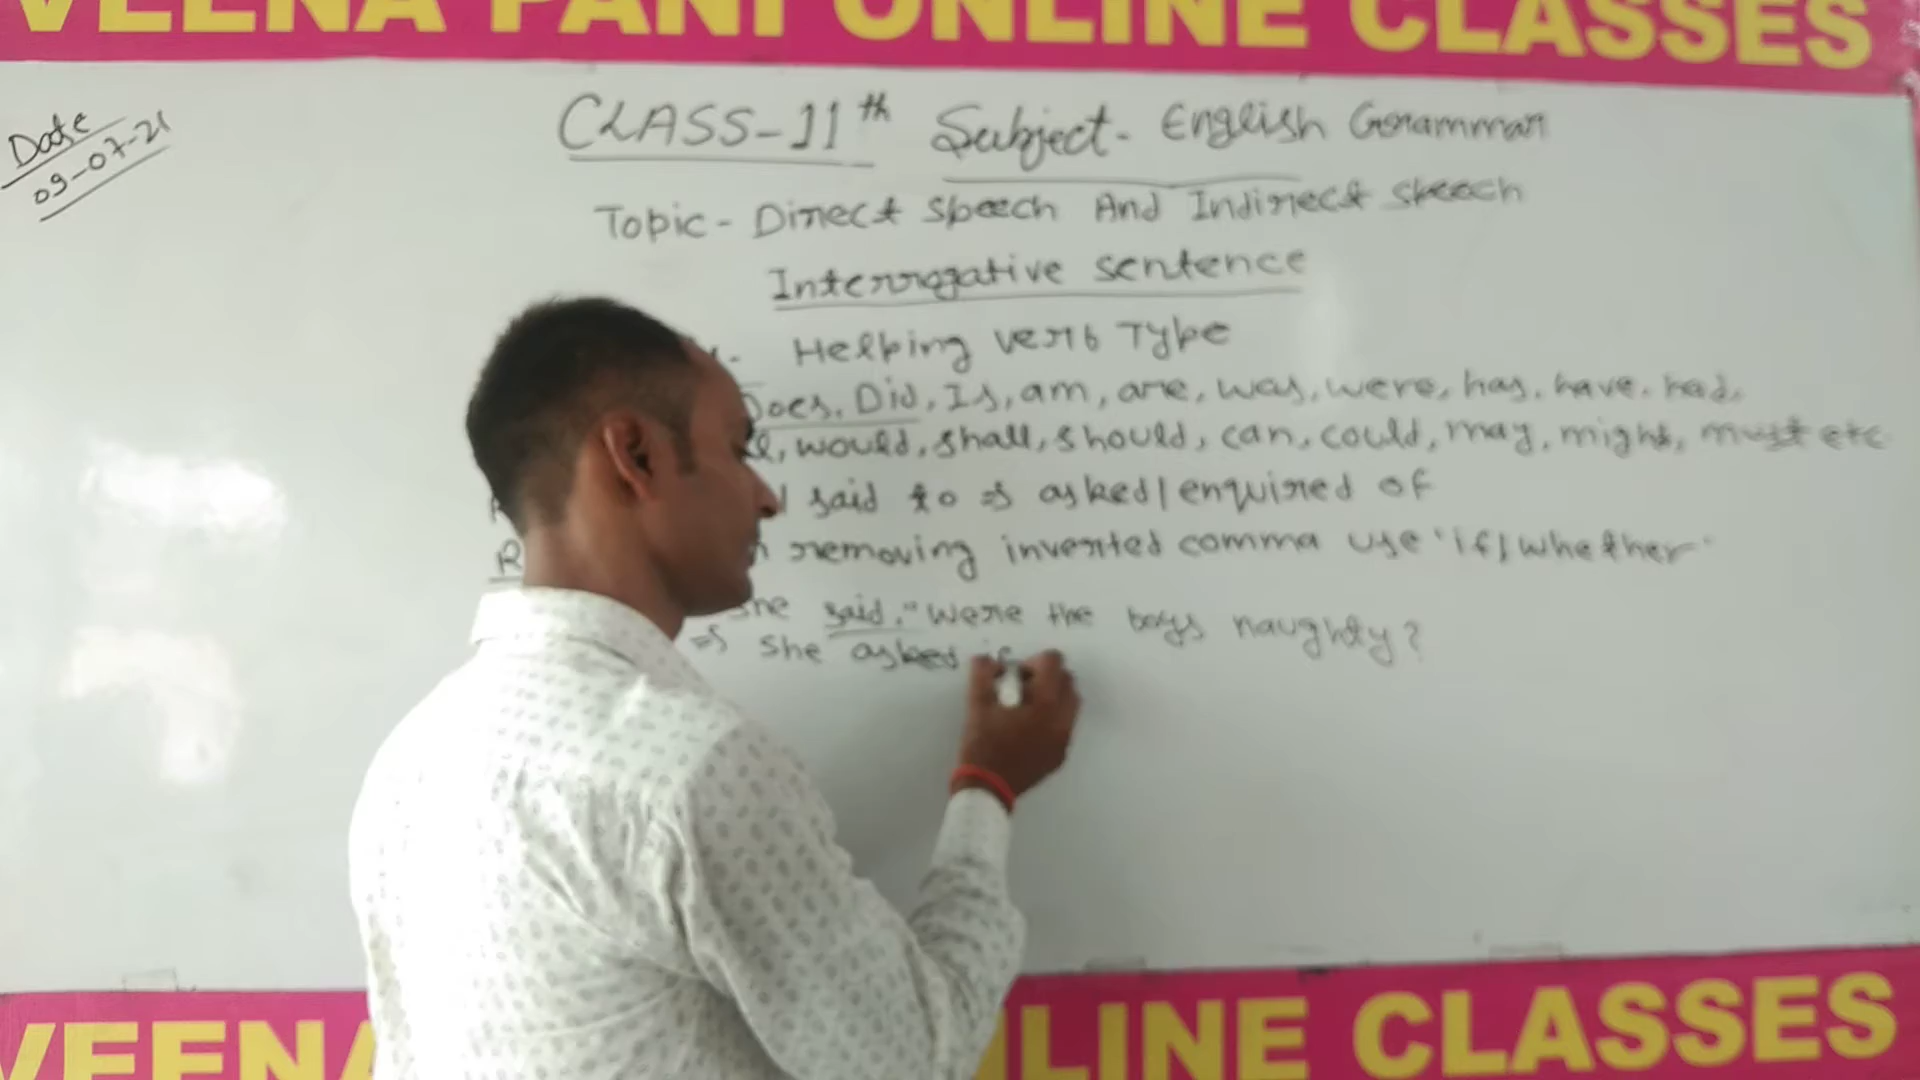 VEENA PANI ONLINE CLASSES
Date
09-07-21
CLASS-11th Subject- English Grammar
Topic- Direct Speech And Indirect Speech
Interrogative sentence
Helping verb Type
Does, Did, Is, am, are, was, were, has, have, had,
would, shall, should, can, could, may, might, must etc
said to ⇒ asked/enquired of
R removing inverted comma use 'if/whether'
she said, "were the boys naughty?
⇒ She asked if
VEENA ONLINE CLASSES